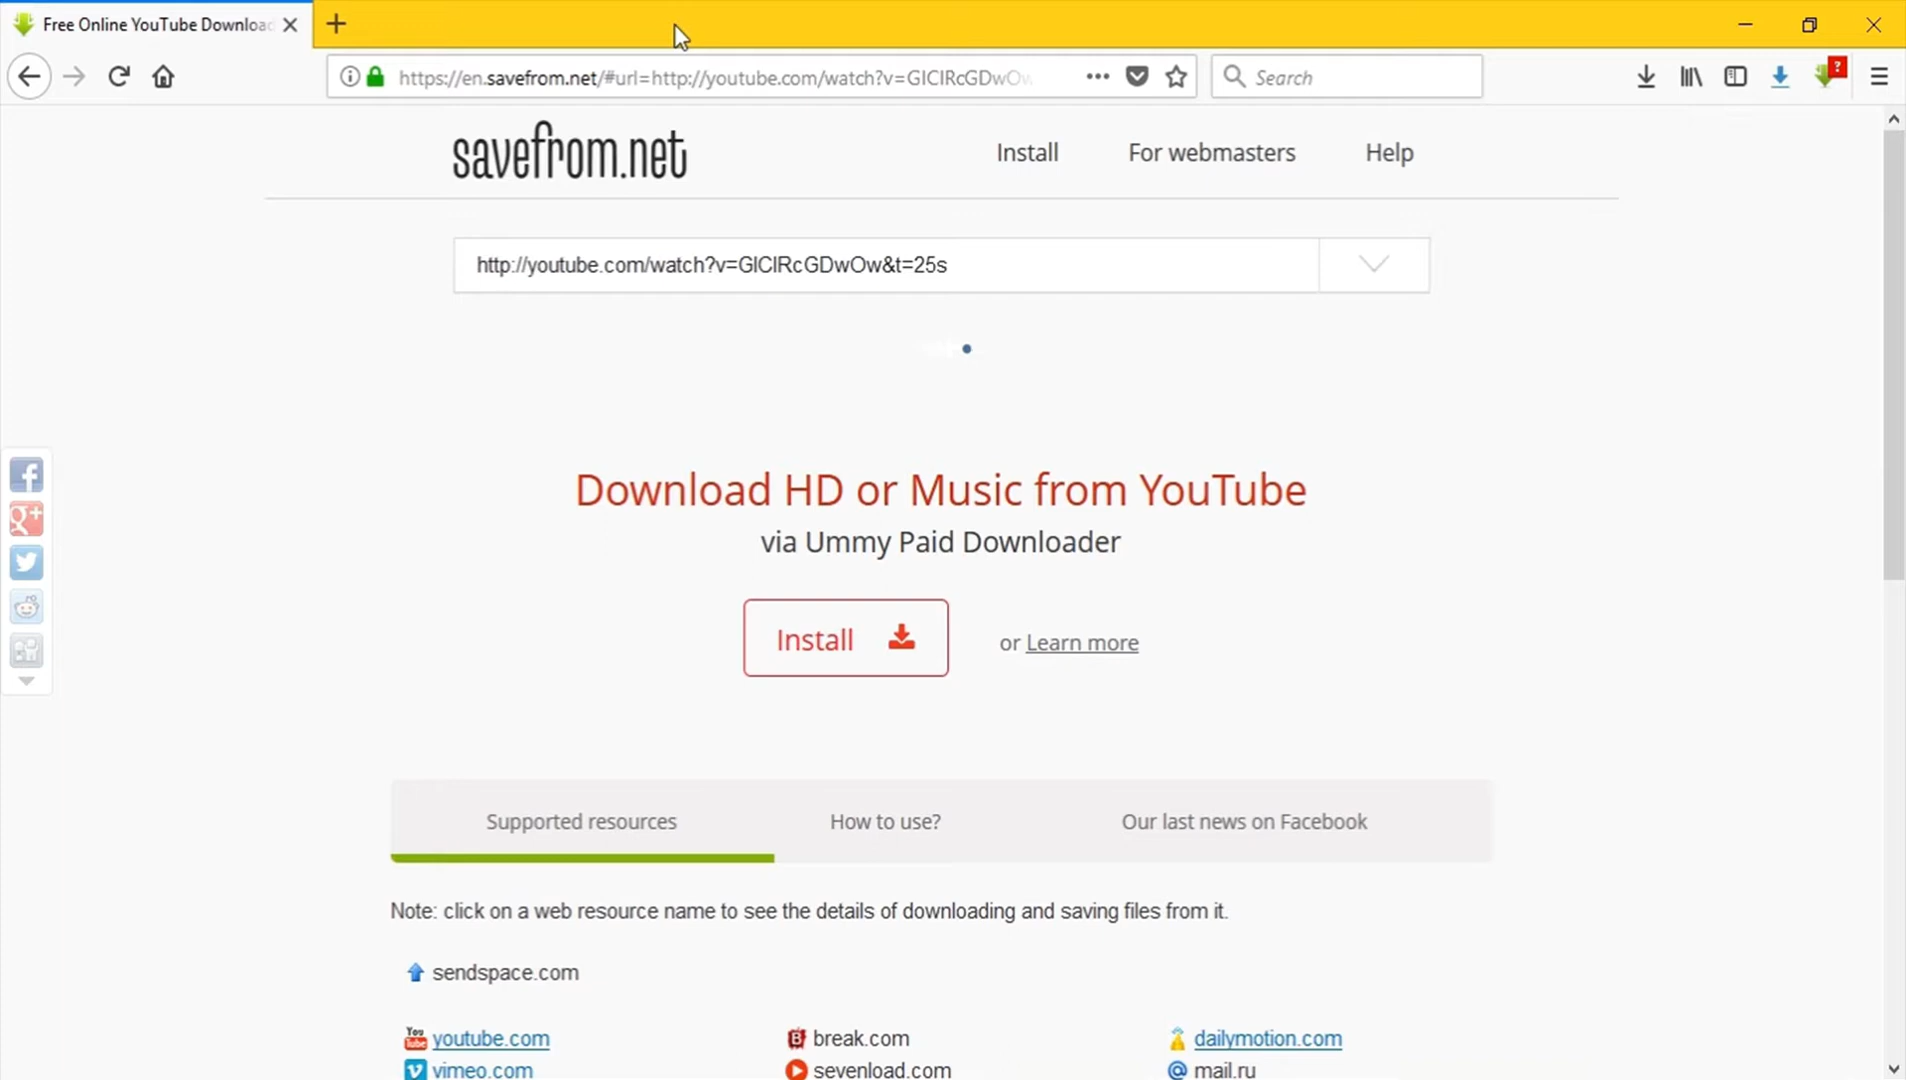 Free Online YouTube Downloa
https://en.savefrom.net/#url=http://youtube.com/watch?v=GlClRcGDwOw
Search
?
savefrom.net
Install
For webmasters
Help
http://youtube.com/watch?v=GlClRcGDwOw&t=25s
Download HD or Music from YouTube
via Ummy Paid Downloader
Install
or Learn more
Supported resources
How to use?
Our last news on Facebook
Note: click on a web resource name to see the details of downloading and saving files from it.
sendspace.com
You Tube youtube.com
break.com
dailymotion.com
vimeo.com
sevenload.com
mail.ru